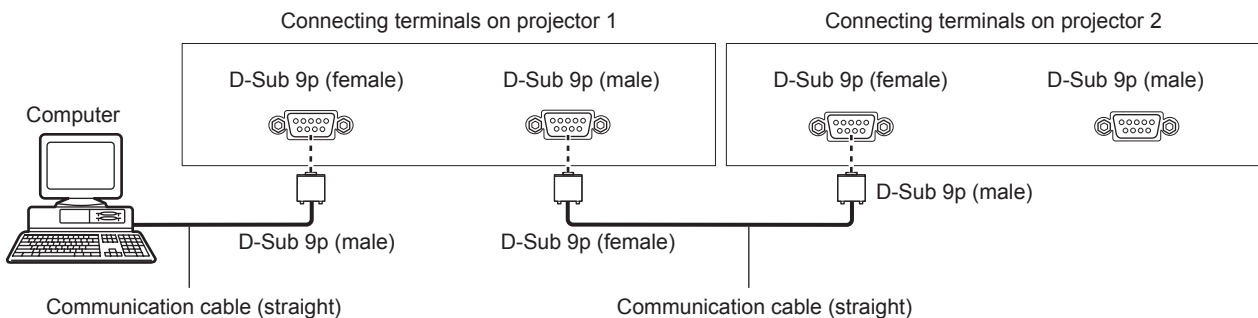 Connecting terminals on projector 1
Connecting terminals on projector 2
D-Sub 9p (female)
D-Sub 9p (male)
D-Sub 9p (female)
D-Sub 9p (male)
Computer
D-Sub 9p (male)
D-Sub 9p (male)
D-Sub 9p (female)
Communication cable (straight)
Communication cable (straight)